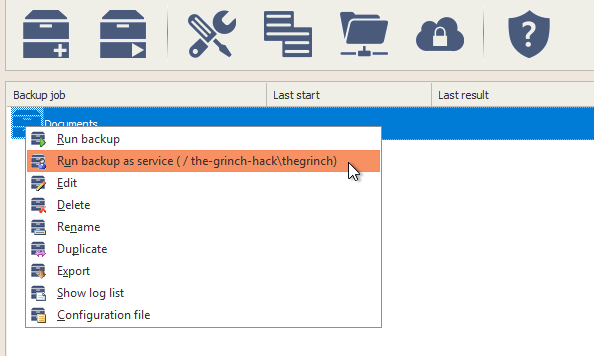 Backup job Last start Last result
Documents
Run backup
Run backup as service ( / the-grinch-hack\thegrinch)
Edit
Delete
Rename
Duplicate
Export
Show log list
Configuration file